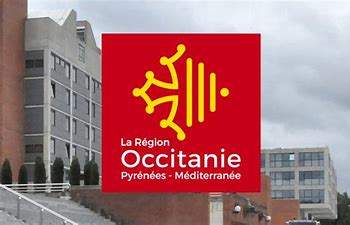 La Région
Occitanie
Pyrénées - Méditerranée